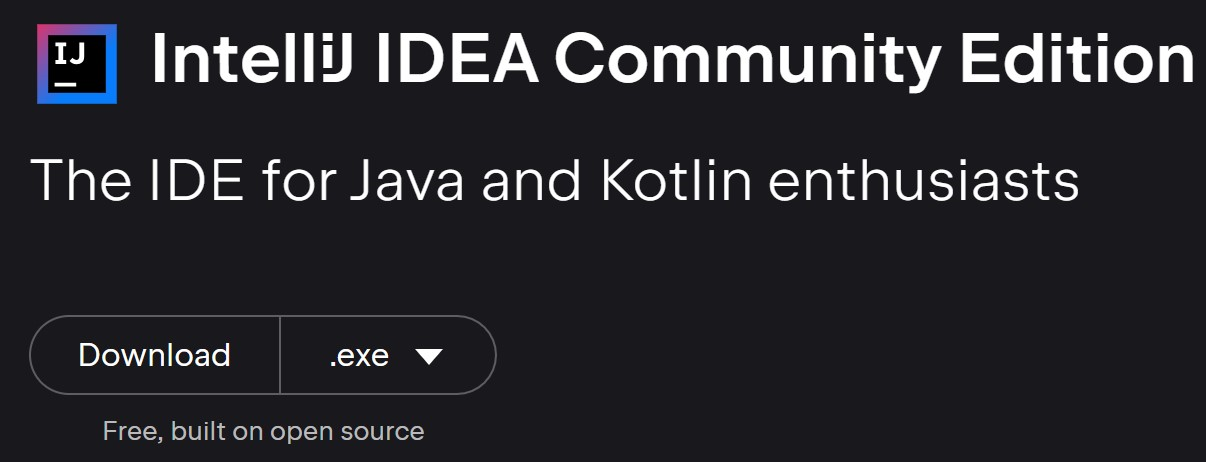 IJ
IntelliJ IDEA Community Edition
The IDE for Java and Kotlin enthusiasts
Download
.exe
Free, built on open source